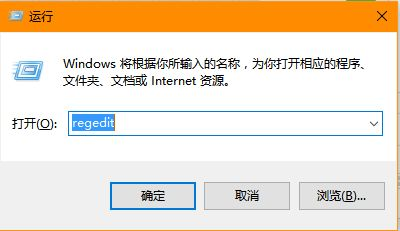 运行
Windows 将根据你所输入的名称，为你打开相应的程序、
文件夹、文档或 Internet 资源。
打开(O): regedit
确定 取消 浏览(B)...